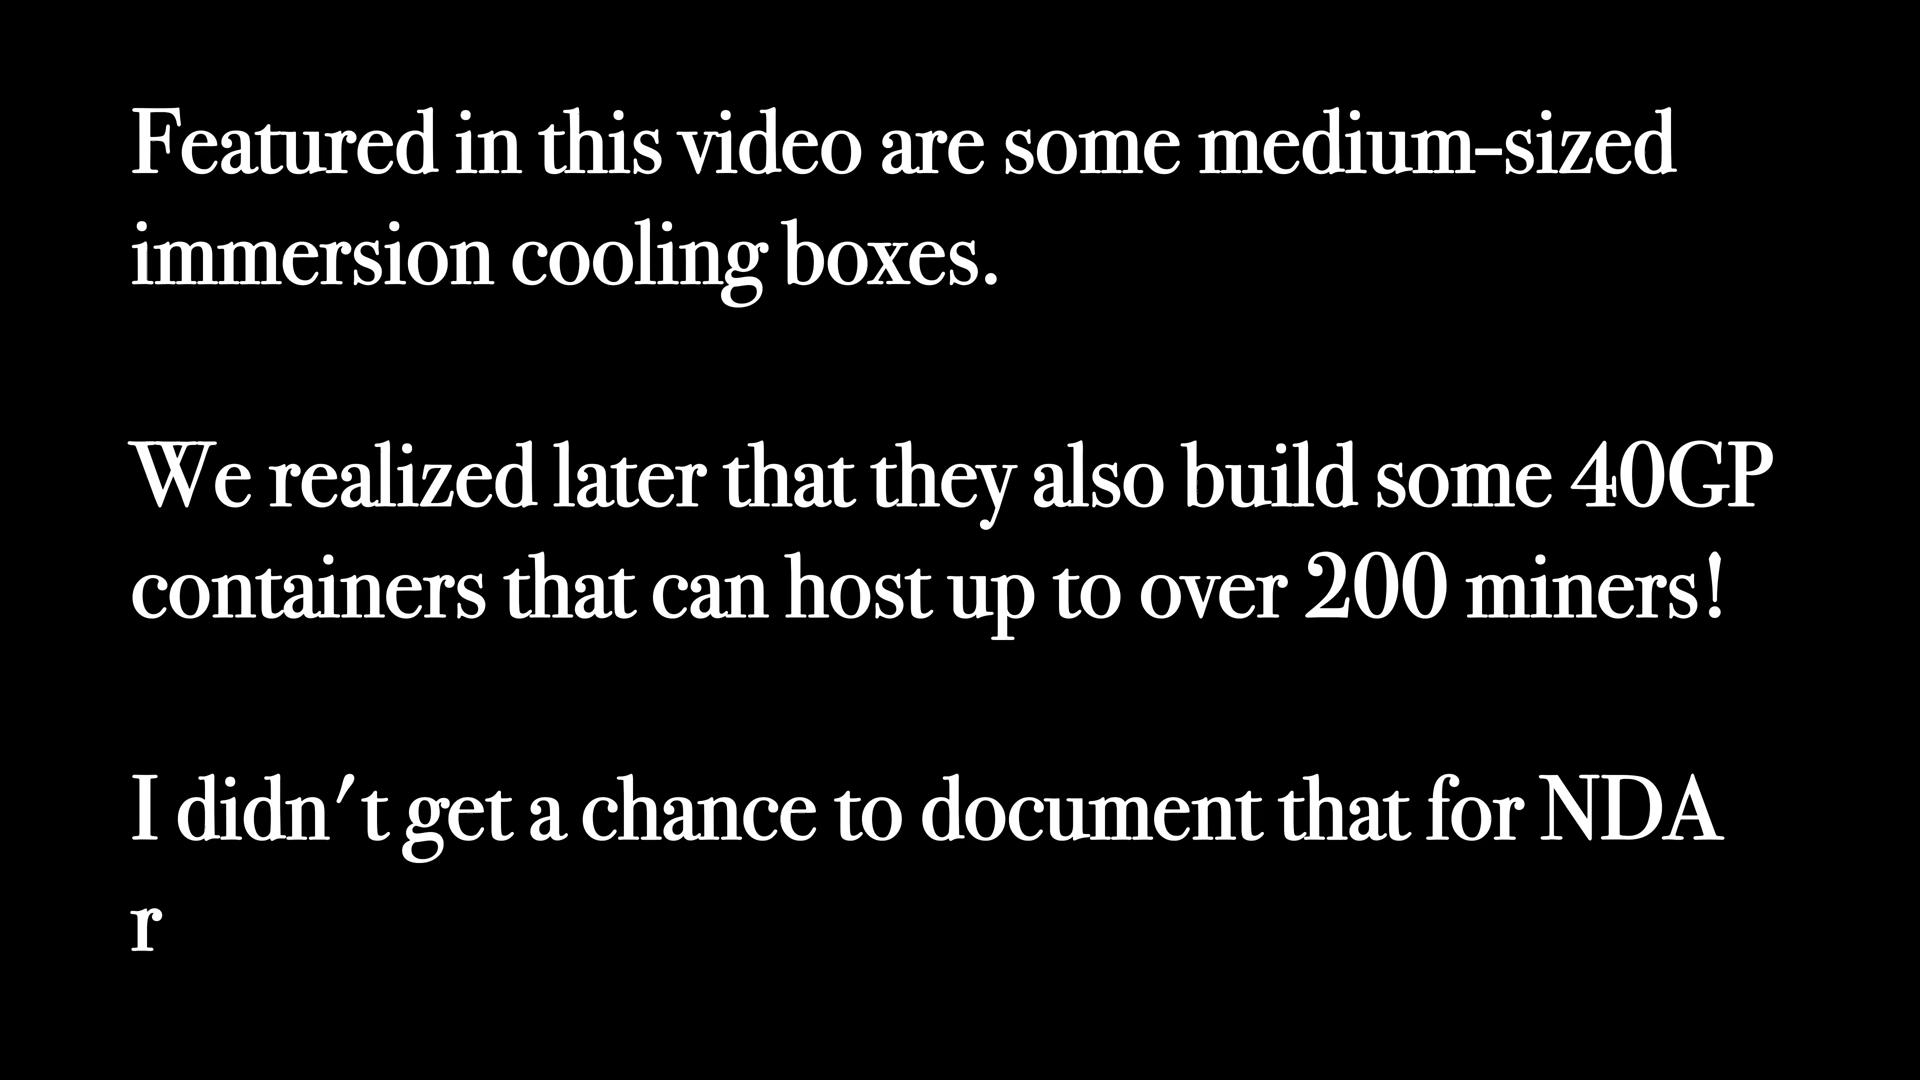 Featured in this video are some medium-sized
immersion cooling boxes.
We realized later that they also build some 40GP
containers that can host up to over 200 miners!
I didn't get a chance to document that for NDA
r